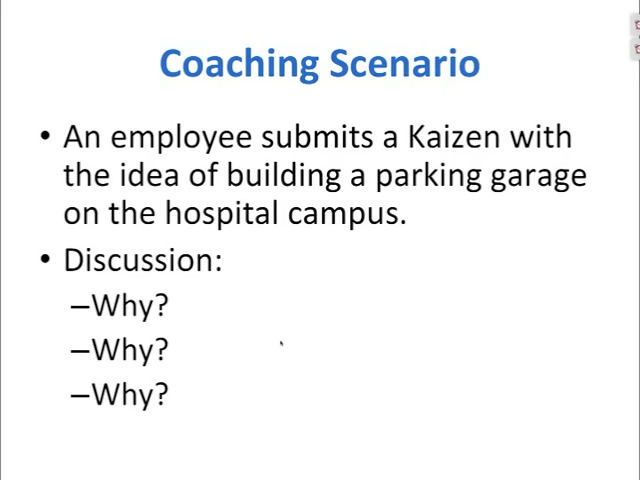 Coaching Scenario
• An employee submits a Kaizen with
the idea of building a parking garage
on the hospital campus.
• Discussion:
–Why?
–Why?
–Why?